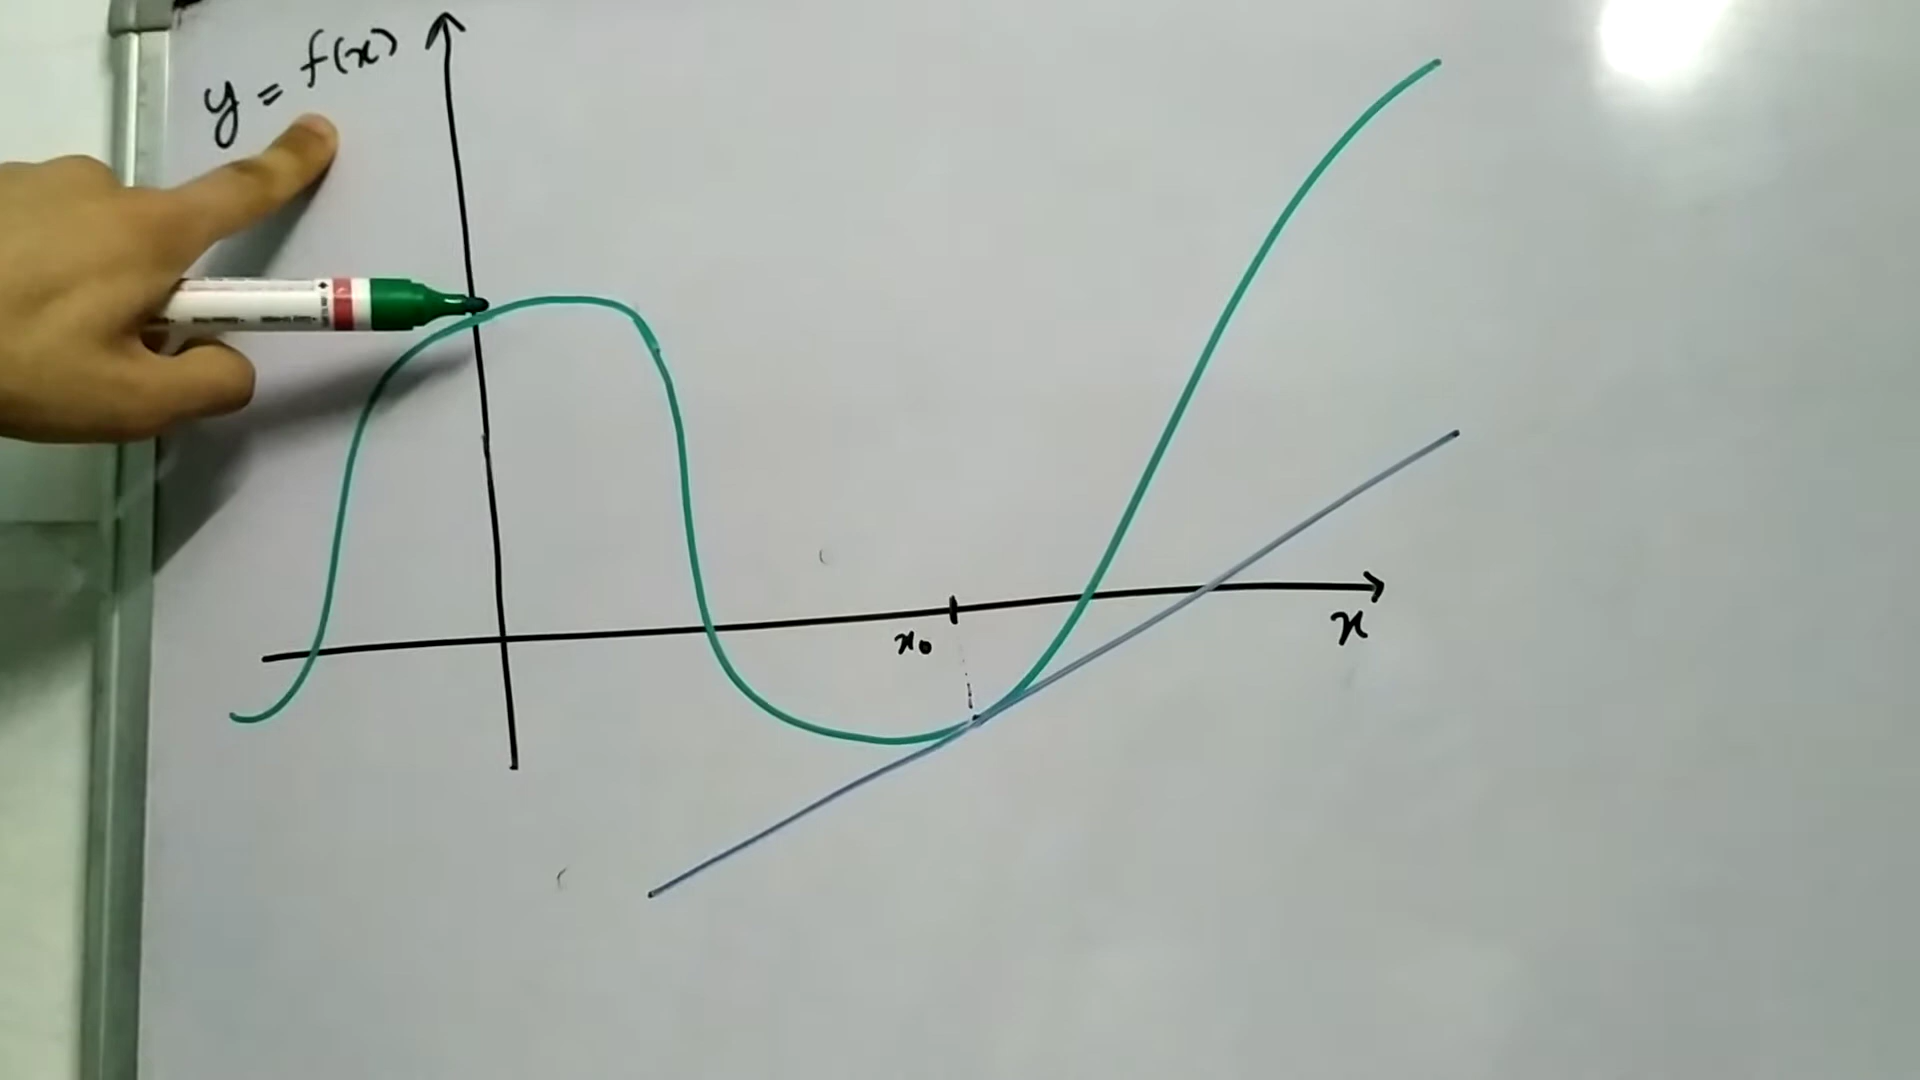 y = f(x)
x₀
x